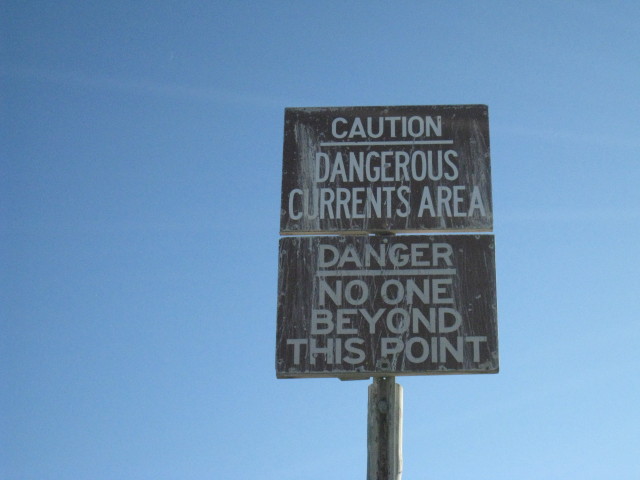 CAUTION
DANGEROUS
CURRENTS AREA
DANGER
NO ONE
BEYOND
THIS POINT